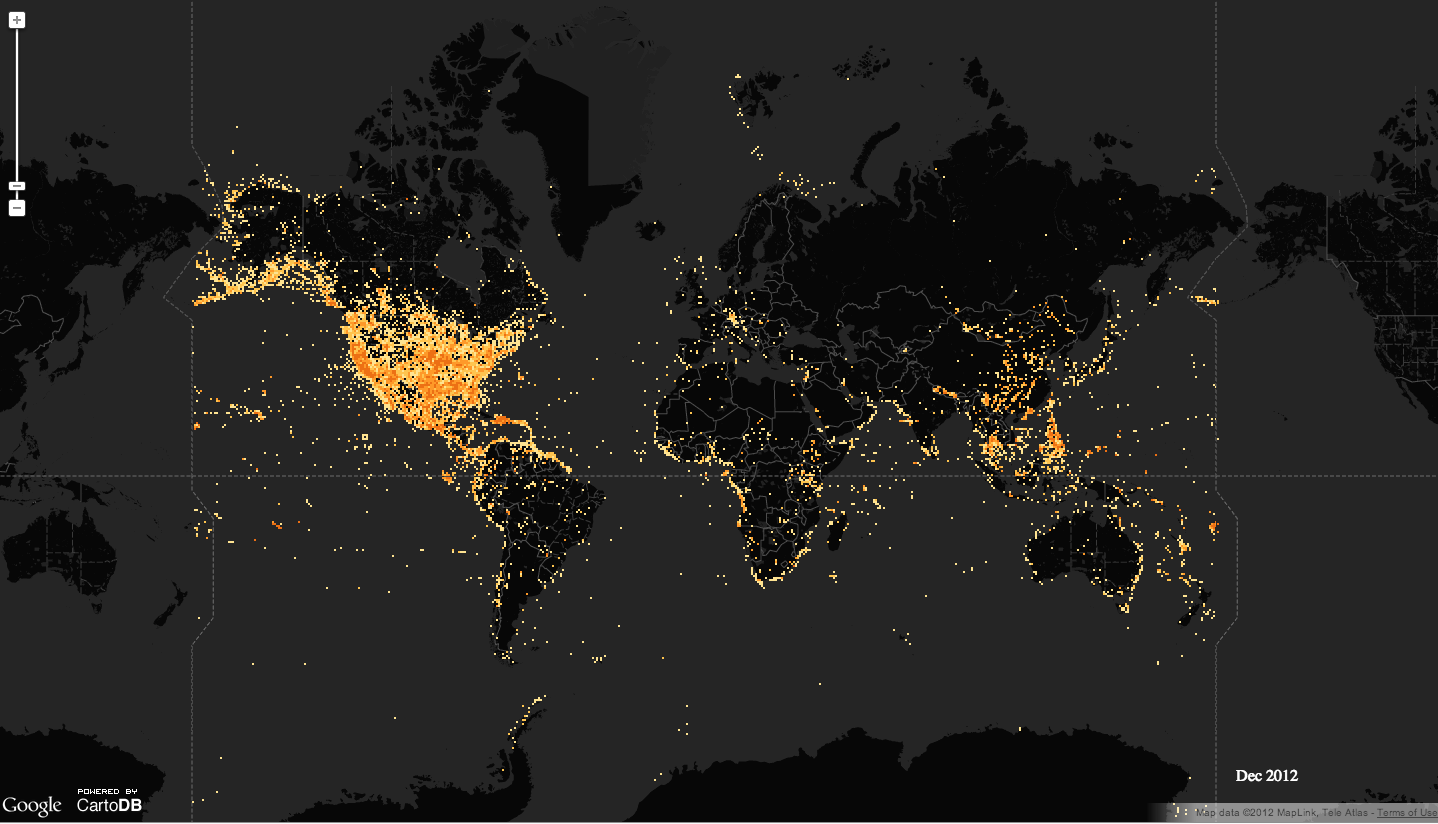 +
−
−
Dec 2012
Google
POWERED BY
CartoDB
Map data ©2012 MapLink, Tele Atlas - Terms of Use